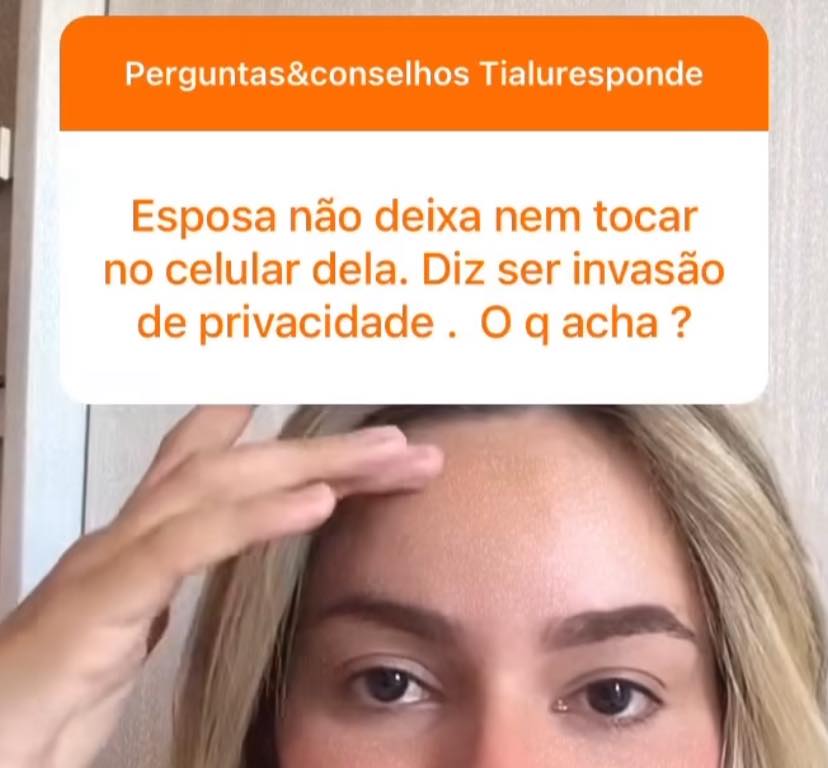 Perguntas&conselhos Tialuresponde
Esposa não deixa nem tocar
no celular dela. Diz ser invasão
de privacidade .  O q acha ?